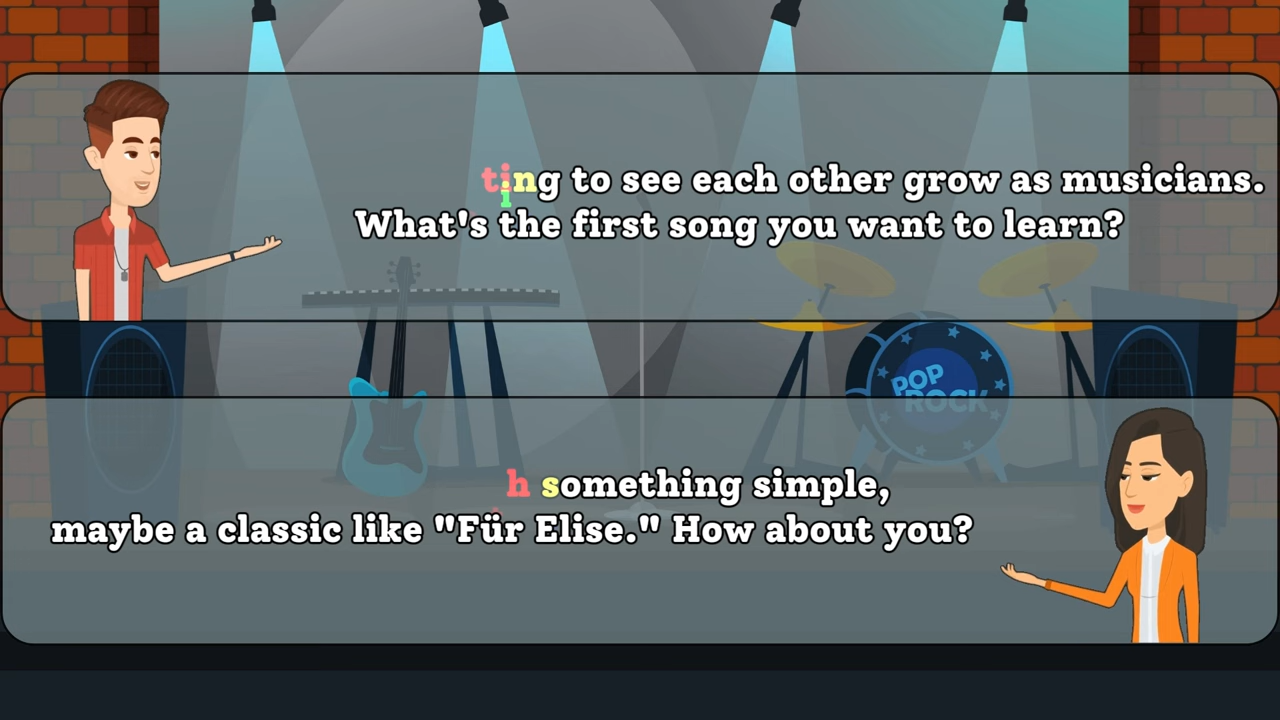 ting to see each other grow as musicians.
What's the first song you want to learn?
POP
ROCK
h something simple,
maybe a classic like "Für Elise." How about you?